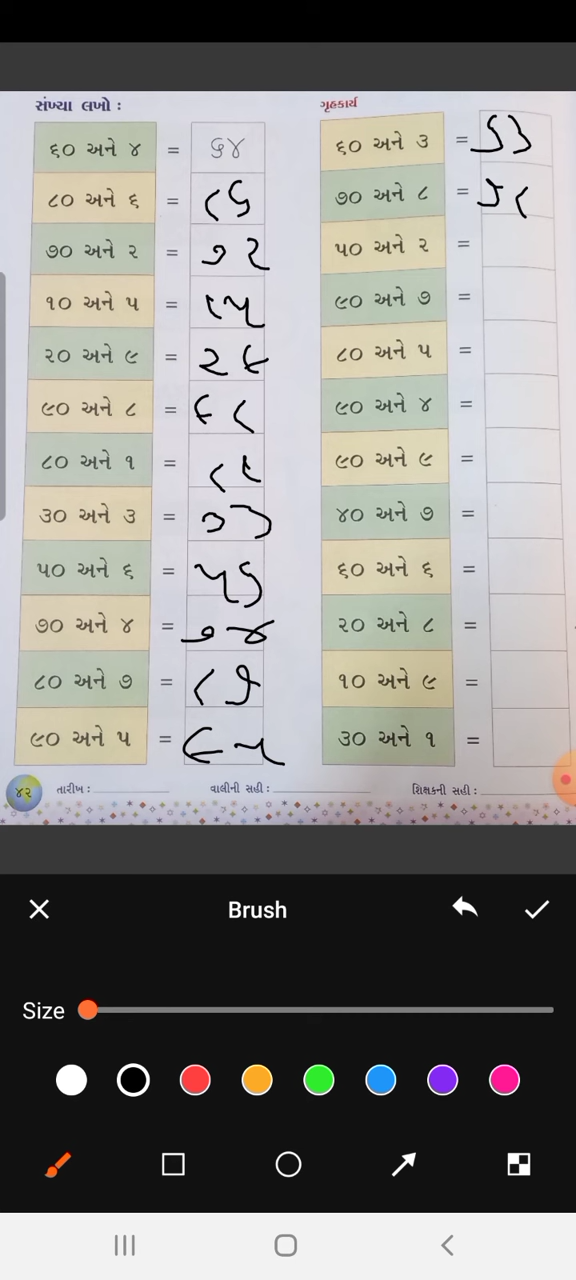 સંખ્યા લખો :
૬૦ અને ૪ = ૬૪
૮૦ અને ૬ = ૮૬
૭૦ અને ૨ = ૭૨
૧૦ અને ૫ = ૧૫
૨૦ અને ૯ = ૨૯
૯૦ અને ૮ = ૯૮
૮૦ અને ૧ = ૮૧
૩૦ અને ૩ = ૩૩
૫૦ અને ૬ = ૫૬
૭૦ અને ૪ = ૭૪
૮૦ અને ૭ = ૮૭
૯૦ અને ૫ = ૯૫
ગૃહકાર્ય
૬૦ અને ૩ = ૬૩
૭૦ અને ૮ =
૫૦ અને ૨ =
૯૦ અને ૭ =
૮૦ અને ૫ =
૯૦ અને ૪ =
૯૦ અને ૯ =
૪૦ અને ૭ =
૬૦ અને ૬ =
૨૦ અને ૮ =
૧૦ અને ૯ =
૩૦ અને ૧ =
૪૨ તારીખ : વાલીની સહી : શિક્ષકની સહી :
Brush
Size